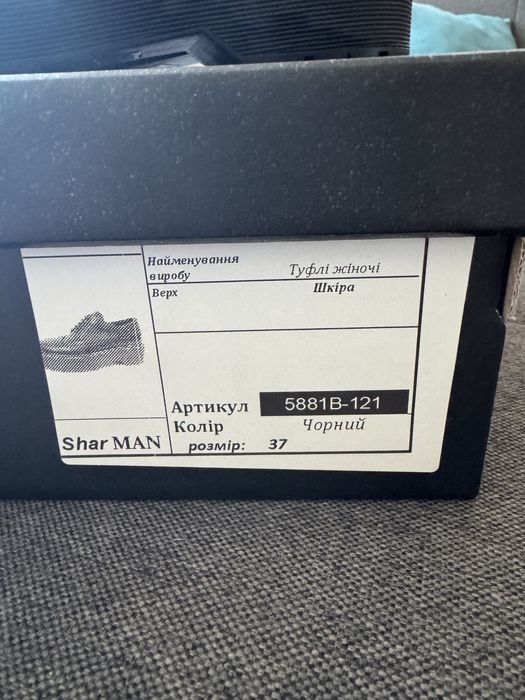 Найменування
виробу Туфлі жіночі
Верх Шкіра
Артикул 5881B-121
Колір Чорний
Shar MAN розмір: 37